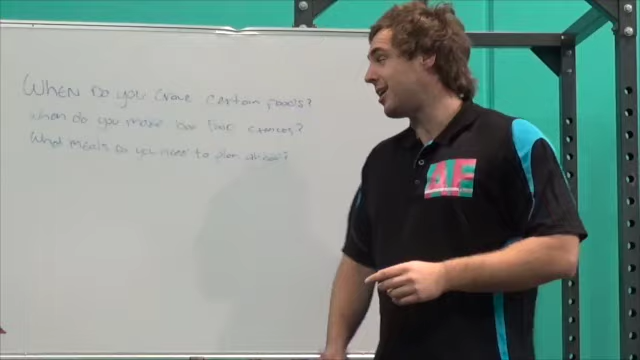 When Do you crave certain foods?
when do you make bad food choices?
What meals Do you need to plan ahead?
AF